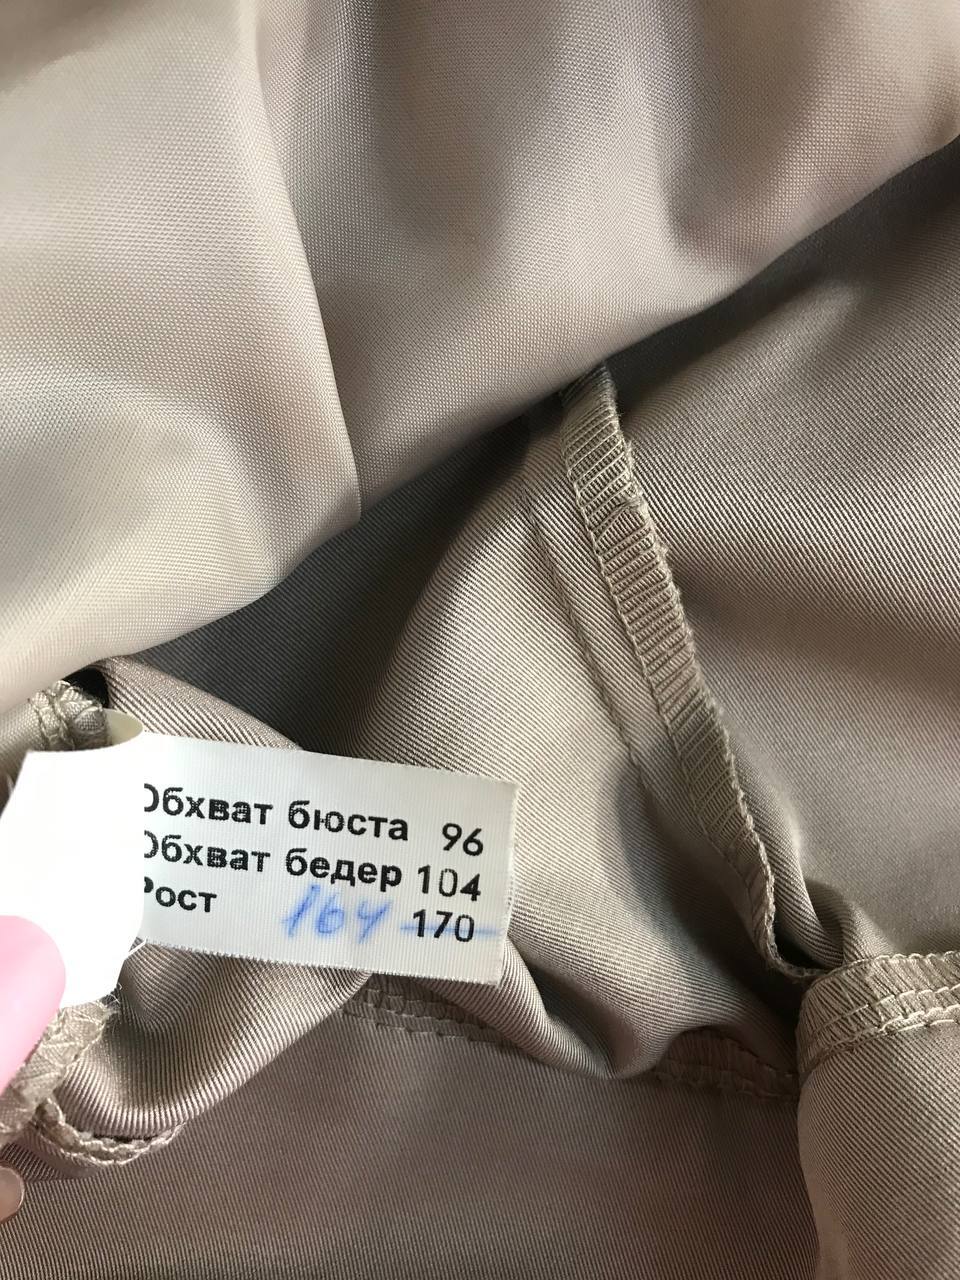 Обхват бюста 96
Обхват бедер 104
Рост 164 170